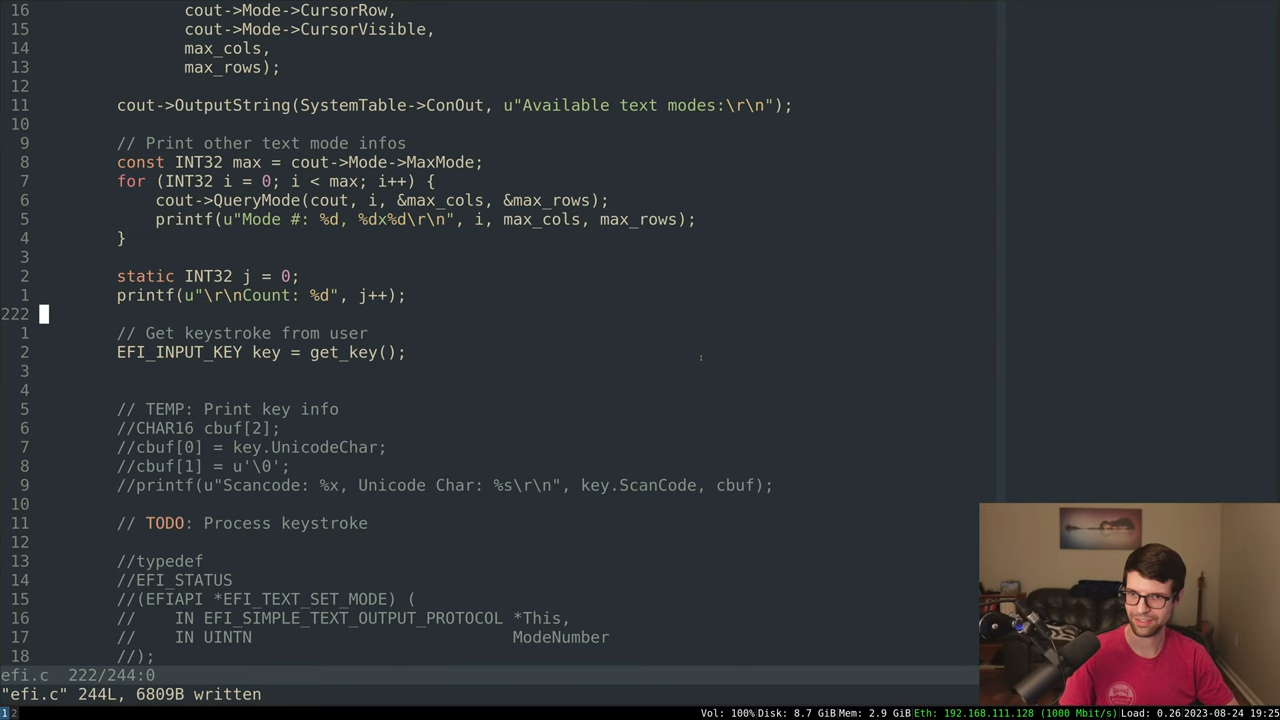 16                 cout->Mode->CursorRow,
15                 cout->Mode->CursorVisible,
14                 max_cols,
13                 max_rows);
12
11         cout->OutputString(SystemTable->ConOut, u"Available text modes:\r\n");
10
9         // Print other text mode infos
8         const INT32 max = cout->Mode->MaxMode;
7         for (INT32 i = 0; i < max; i++) {
6             cout->QueryMode(cout, i, &max_cols, &max_rows);
5             printf(u"Mode #: %d, %dx%d\r\n", i, max_cols, max_rows);
4         }
3
2         static INT32 j = 0;
1         printf(u"\r\nCount: %d", j++);
222
1         // Get keystroke from user
2         EFI_INPUT_KEY key = get_key();
3
4
5         // TEMP: Print key info
6         //CHAR16 cbuf[2];
7         //cbuf[0] = key.UnicodeChar;
8         //cbuf[1] = u'\0';
9         //printf(u"Scancode: %x, Unicode Char: %s\r\n", key.ScanCode, cbuf);
10
11         // TODO: Process keystroke
12
13         //typedef
14         //EFI_STATUS
15         //(EFIAPI *EFI_TEXT_SET_MODE) (
16         //    IN EFI_SIMPLE_TEXT_OUTPUT_PROTOCOL *This,
17         //    IN UINTN                           ModeNumber
18         //);
efi.c  222/244:0
"efi.c" 244L, 6809B written
1 2 Vol: 100% Disk: 8.7 GiB Mem: 2.9 GiB Eth: 192.168.111.128 (1000 Mbit/s) Load: 0.26 2023-08-24 19:25